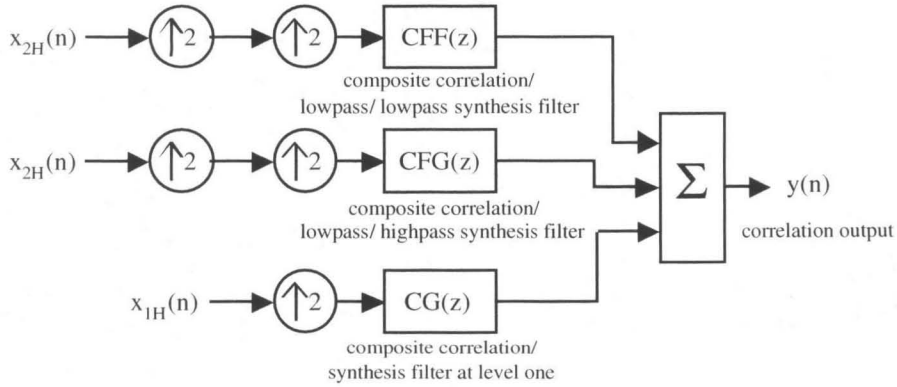 x2H(n) ↑2 ↑2 CFF(z)
composite correlation/
lowpass/ lowpass synthesis filter
x2H(n) ↑2 ↑2 CFG(z) Σ y(n)
composite correlation/
lowpass/ highpass synthesis filter
correlation output
x1H(n) ↑2 CG(z)
composite correlation/
synthesis filter at level one